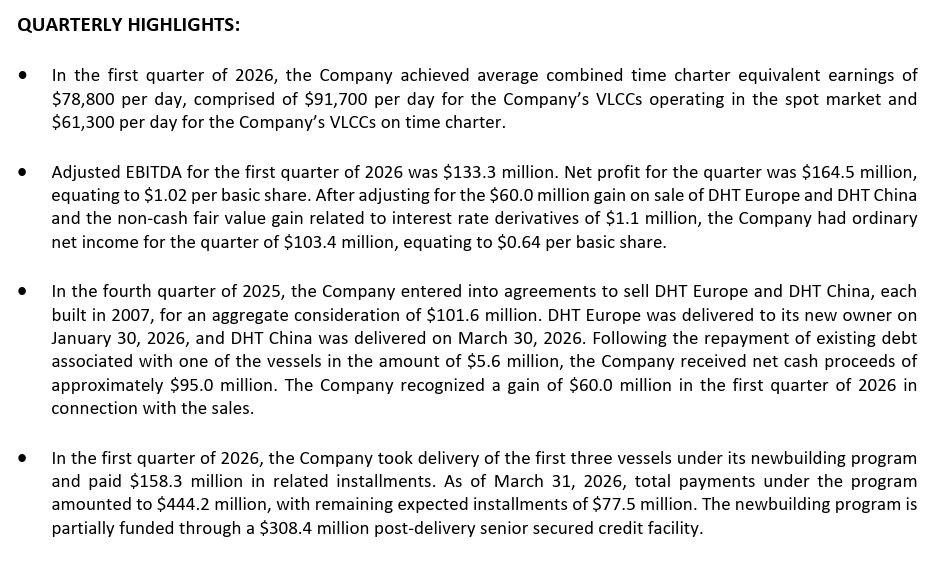 QUARTERLY HIGHLIGHTS:
• In the first quarter of 2026, the Company achieved average combined time charter equivalent earnings of
$78,800 per day, comprised of $91,700 per day for the Company’s VLCCs operating in the spot market and
$61,300 per day for the Company’s VLCCs on time charter.
• Adjusted EBITDA for the first quarter of 2026 was $133.3 million. Net profit for the quarter was $164.5 million,
equating to $1.02 per basic share. After adjusting for the $60.0 million gain on sale of DHT Europe and DHT China
and the non-cash fair value gain related to interest rate derivatives of $1.1 million, the Company had ordinary
net income for the quarter of $103.4 million, equating to $0.64 per basic share.
• In the fourth quarter of 2025, the Company entered into agreements to sell DHT Europe and DHT China, each
built in 2007, for an aggregate consideration of $101.6 million. DHT Europe was delivered to its new owner on
January 30, 2026, and DHT China was delivered on March 30, 2026. Following the repayment of existing debt
associated with one of the vessels in the amount of $5.6 million, the Company received net cash proceeds of
approximately $95.0 million. The Company recognized a gain of $60.0 million in the first quarter of 2026 in
connection with the sales.
• In the first quarter of 2026, the Company took delivery of the first three vessels under its newbuilding program
and paid $158.3 million in related installments. As of March 31, 2026, total payments under the program
amounted to $444.2 million, with remaining expected installments of $77.5 million. The newbuilding program is
partially funded through a $308.4 million post-delivery senior secured credit facility.